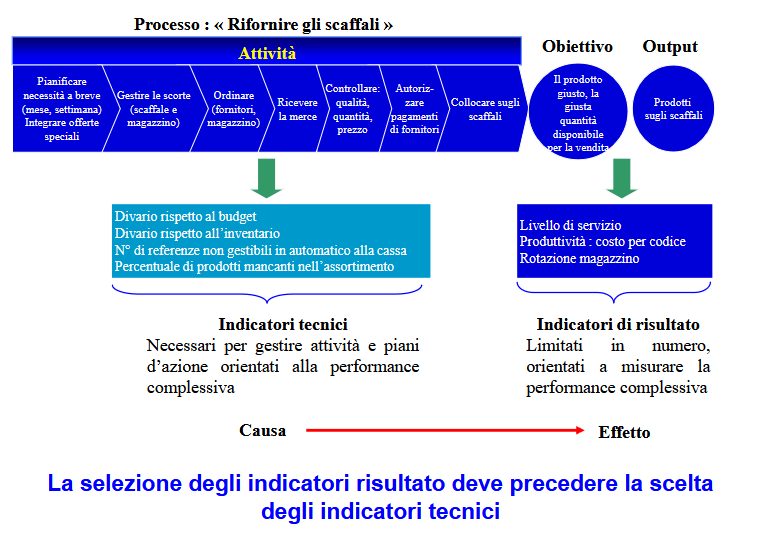 Processo : « Rifornire gli scaffali »
Attività
Obiettivo
Output
Pianificare
necessità a breve
(mese, settimana)
Integrare offerte
speciali
Gestire le scorte
(scaffale e
magazzino)
Ordinare
(fornitori,
magazzino)
Ricevere
la merce
Controllare:
qualità,
quantità,
prezzo
Autoriz-
zare
pagamenti
di fornitori
Collocare sugli
scaffali
Il prodotto
giusto, la
giusta
quantità
disponibile
per la vendita
Prodotti
sugli scaffali
Divario rispetto al budget
Divario rispetto all’inventario
N° di referenze non gestibili in automatico alla cassa
Percentuale di prodotti mancanti nell’assortimento
Livello di servizio
Produttività : costo per codice
Rotazione magazzino
Indicatori tecnici
Necessari per gestire attività e piani
d’azione orientati alla performance
complessiva
Indicatori di risultato
Limitati in numero,
orientati a misurare la
performance complessiva
Causa
Effetto
La selezione degli indicatori risultato deve precedere la scelta
degli indicatori tecnici